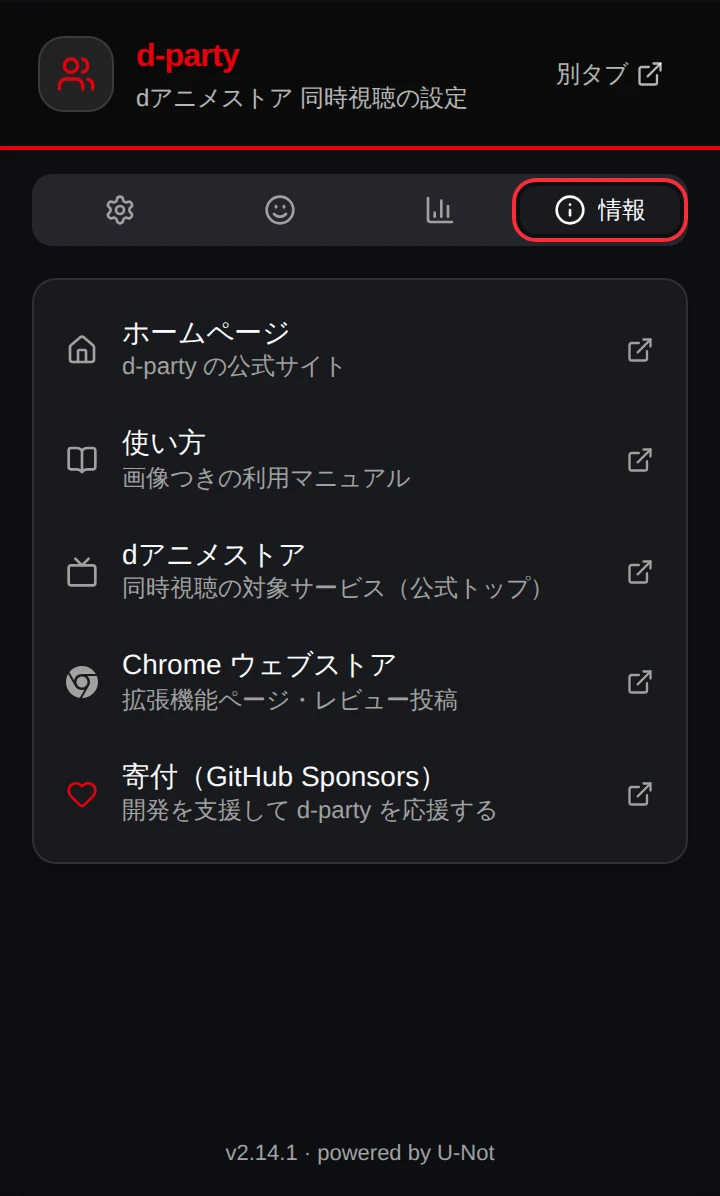 d-party
dアニメストア 同時視聴の設定
別タブ
情報
ホームページ
d-party の公式サイト
使い方
画像つきの利用マニュアル
dアニメストア
同時視聴の対象サービス（公式トップ）
Chrome ウェブストア
拡張機能ページ・レビュー投稿
寄付（GitHub Sponsors）
開発を支援して d-party を応援する
v2.14.1 · powered by U-Not